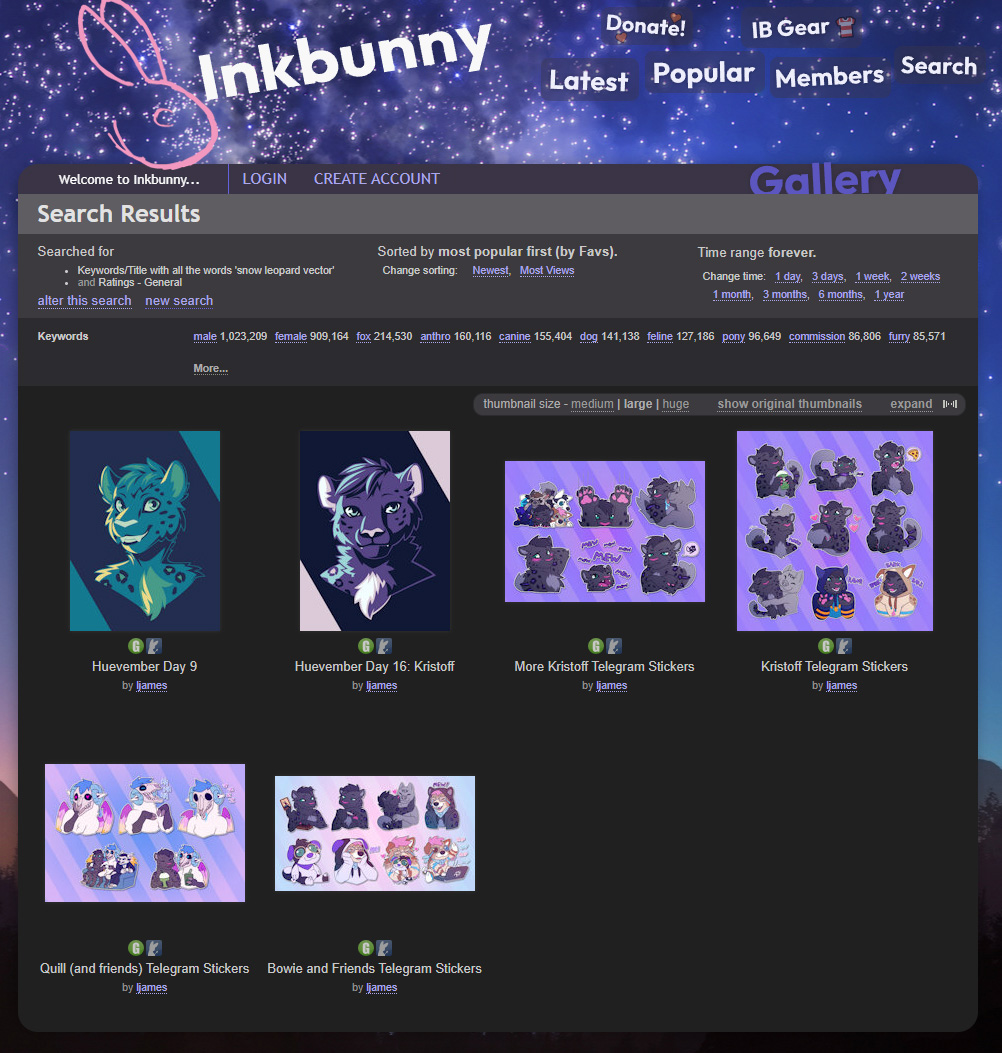 Inkbunny
Donate!
IB Gear
Latest
Popular
Members
Search
Welcome to Inkbunny...
LOGIN
CREATE ACCOUNT
Gallery
Search Results
Searched for
Keywords/Title with all the words 'snow leopard vector'
and Ratings - General
alter this search new search
Sorted by most popular first (by Favs).
Change sorting: Newest, Most Views
Time range forever.
Change time: 1 day, 3 days, 1 week, 2 weeks
1 month, 3 months, 6 months, 1 year
Keywords
male 1,023,209 female 909,164 fox 214,530 anthro 160,116 canine 155,404 dog 141,138 feline 127,186 pony 96,649 commission 86,806 furry 85,571
More...
thumbnail size - medium | large | huge show original thumbnails expand
MEW
G
Huevember Day 9
by ljames
G
Huevember Day 16: Kristoff
by ljames
G
More Kristoff Telegram Stickers
by ljames
G
Kristoff Telegram Stickers
by ljames
G
Quill (and friends) Telegram Stickers
by ljames
G
Bowie and Friends Telegram Stickers
by ljames